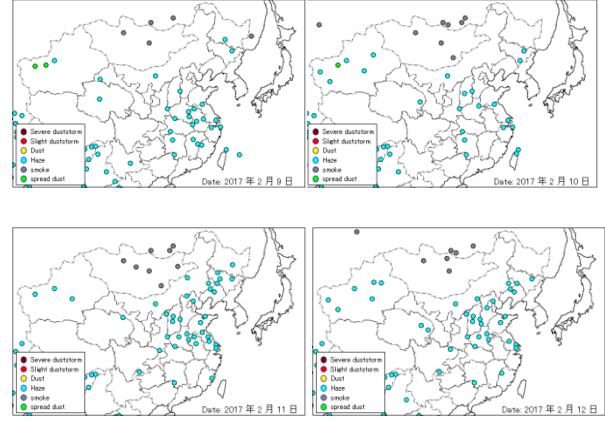 Severe duststorm
Slight duststorm
Dust
Haze
smoke
spread dust
Date: 2017 年 2 月 9 日
Severe duststorm
Slight duststorm
Dust
Haze
smoke
spread dust
Date: 2017 年 2 月 10 日
Severe duststorm
Slight duststorm
Dust
Haze
smoke
spread dust
Date: 2017 年 2 月 11 日
Severe duststorm
Slight duststorm
Dust
Haze
smoke
spread dust
Date: 2017 年 2 月 12 日